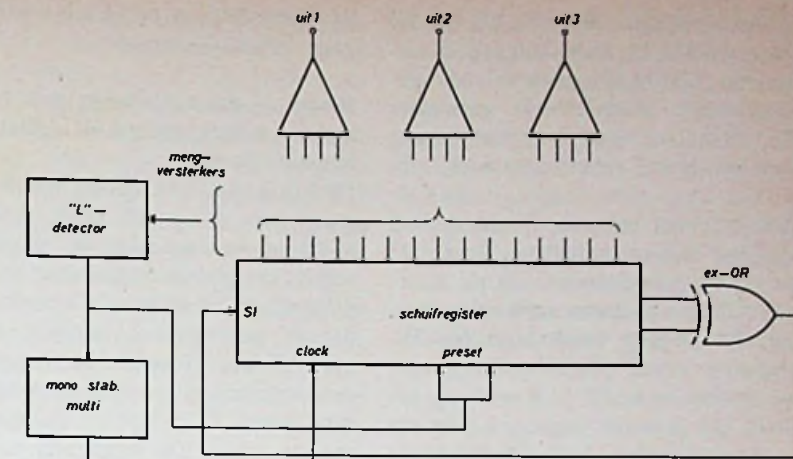 uit 1
uit 2
uit 3
meng-
versterkers
"L"-
detector
ex-OR
SI
schuifregister
clock
preset
mono stab.
multi